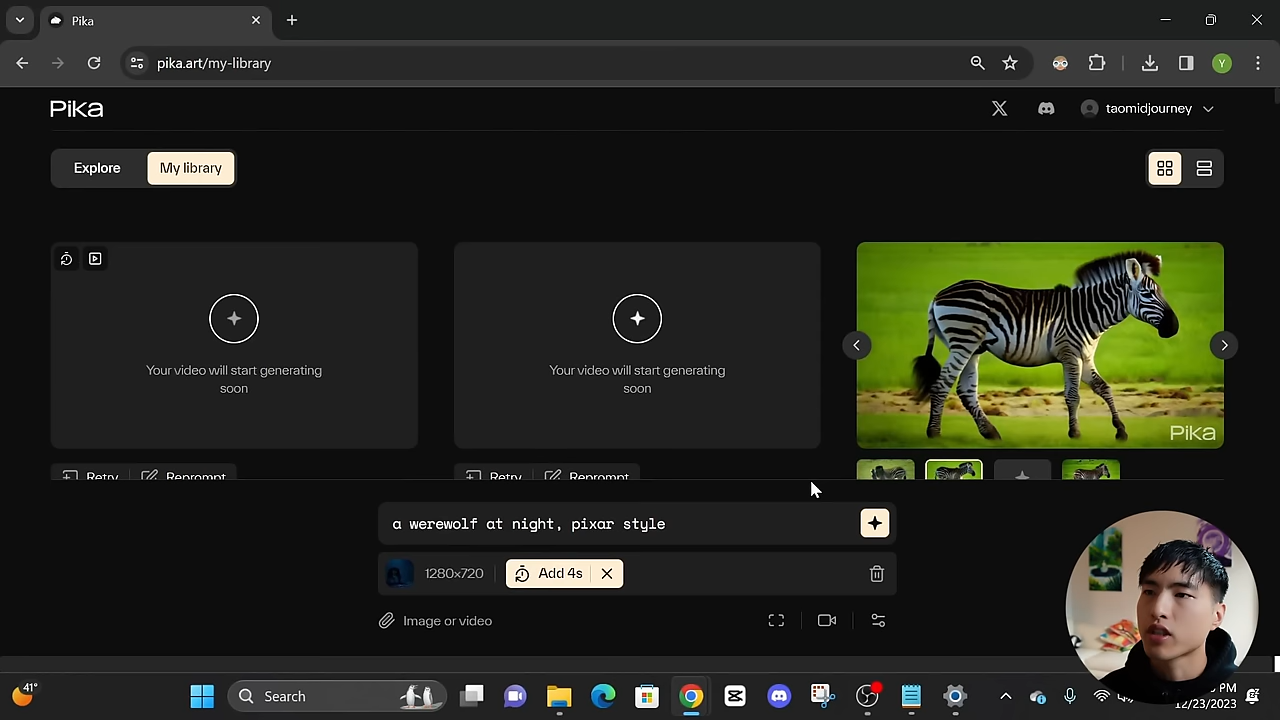 Pika
pika.art/my-library
Y
Pika
taomidjourney
Explore
My library
Your video will start generating
soon
Your video will start generating
soon
Pika
Retry
Reprompt
Retry
Reprompt
a werewolf at night, pixar style
1280×720
Add 4s
Image or video
41°
Search
PM
12/23/2023